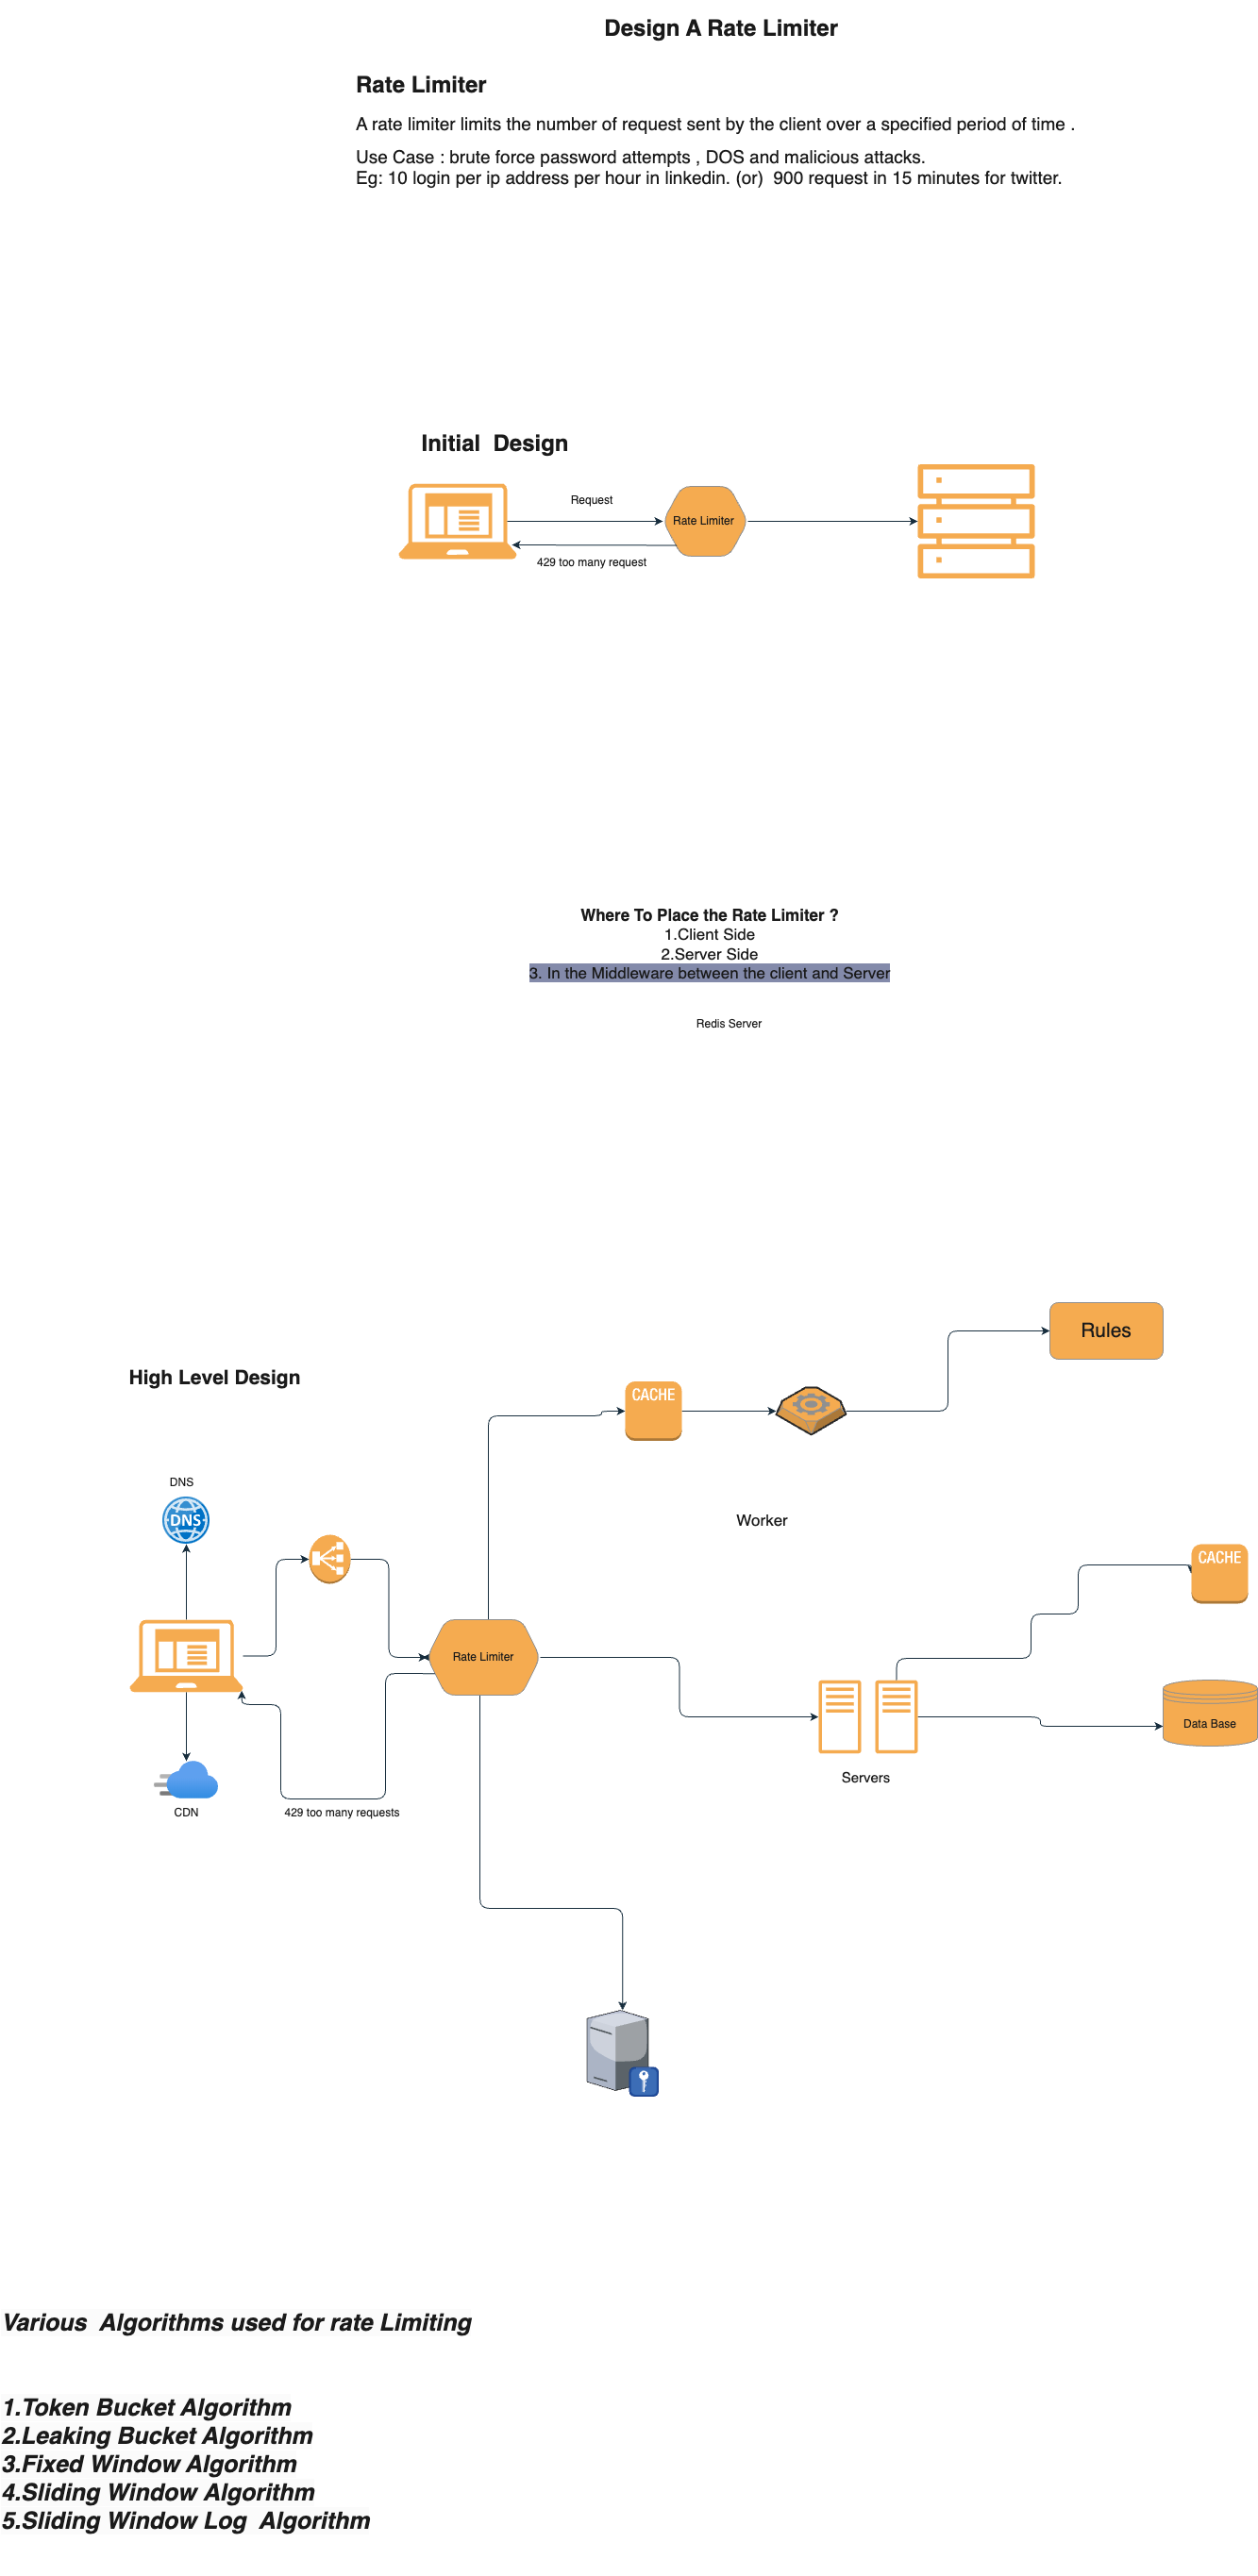 Design A Rate Limiter
Rate Limiter
A rate limiter limits the number of request sent by the client over a specified period of time .
Use Case : brute force password attempts , DOS and malicious attacks.
Eg: 10 login per ip address per hour in linkedin. (or)  900 request in 15 minutes for twitter.
Initial  Design
Request
Rate Limiter
429 too many request
Where To Place the Rate Limiter ?
1.Client Side
2.Server Side
3. In the Middleware between the client and Server
Redis Server
Rules
High Level Design
CACHE
DNS
DNS
Worker
CACHE
Rate Limiter
Data Base
Servers
CDN
429 too many requests
Various  Algorithms used for rate Limiting
1.Token Bucket Algorithm
2.Leaking Bucket Algorithm
3.Fixed Window Algorithm
4.Sliding Window Algorithm
5.Sliding Window Log  Algorithm